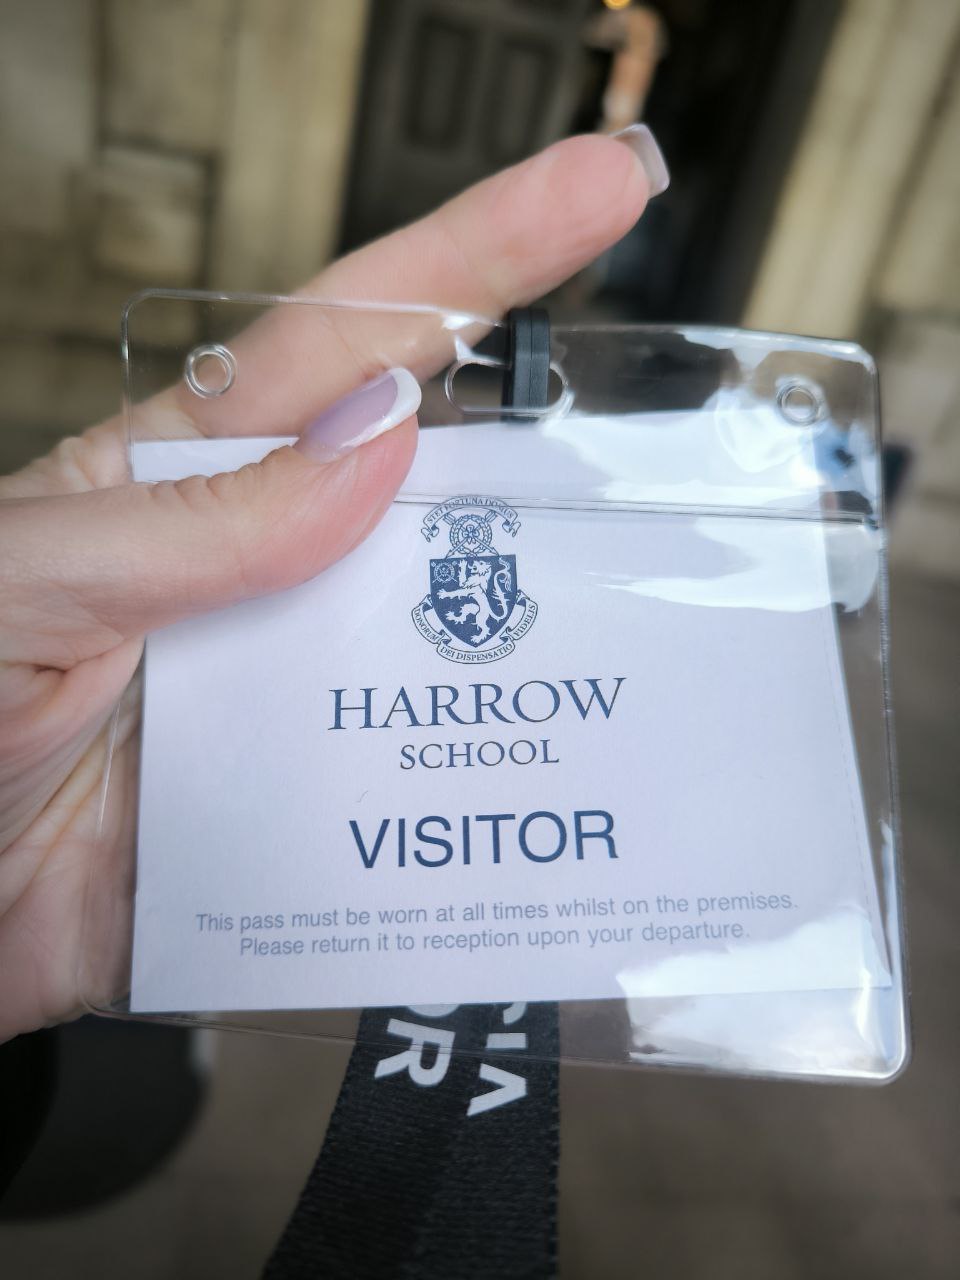 STET FORTUNA DOMUS
DONORUM DEI DISPENSATIO FIDELIS
HARROW
SCHOOL
VISITOR
This pass must be worn at all times whilst on the premises.
Please return it to reception upon your departure.